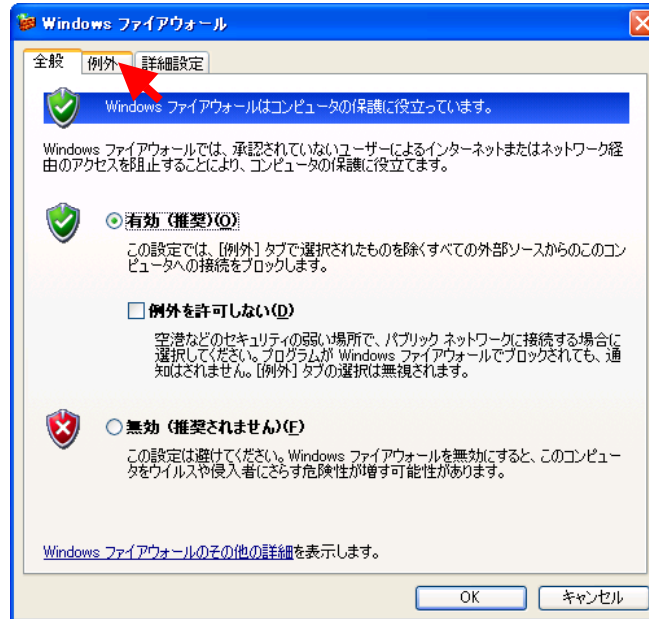 Windows ファイアウォール
全般 例外 詳細設定
Windows ファイアウォールはコンピュータの保護に役立っています。
Windows ファイアウォールでは、承認されていないユーザーによるインターネットまたはネットワーク経
由のアクセスを阻止することにより、コンピュータの保護に役立てます。
有効 (推奨)(O)
この設定では、[例外] タブで選択されたものを除くすべての外部ソースからのこのコン
ピュータへの接続をブロックします。
例外を許可しない(D)
空港などのセキュリティの弱い場所で、パブリック ネットワークに接続する場合に
選択してください。プログラムが Windows ファイアウォールでブロックされても、通
知はされません。[例外] タブの選択は無視されます。
無効 (推奨されません)(F)
この設定は避けてください。Windows ファイアウォールを無効にすると、このコンピュー
タをウイルスや侵入者にさらす危険性が増す可能性があります。
Windows ファイアウォールのその他の詳細を表示します。
OK キャンセル